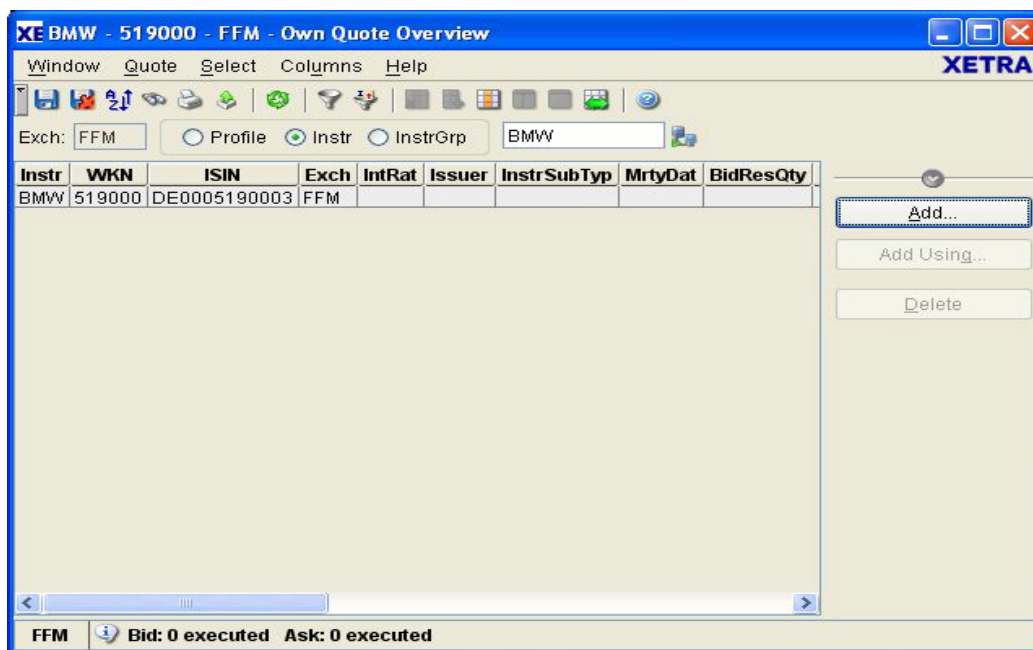 XE BMW - 519000 - FFM - Own Quote Overview
Window Quote Select Columns Help XETRA
Exch: FFM Profile Instr InstrGrp BMW
Instr WKN ISIN Exch IntRat Issuer InstrSubTyp MrtyDat BidResQty
BMW 519000 DE0005190003 FFM
Add...
Add Using...
Delete
FFM Bid: 0 executed Ask: 0 executed